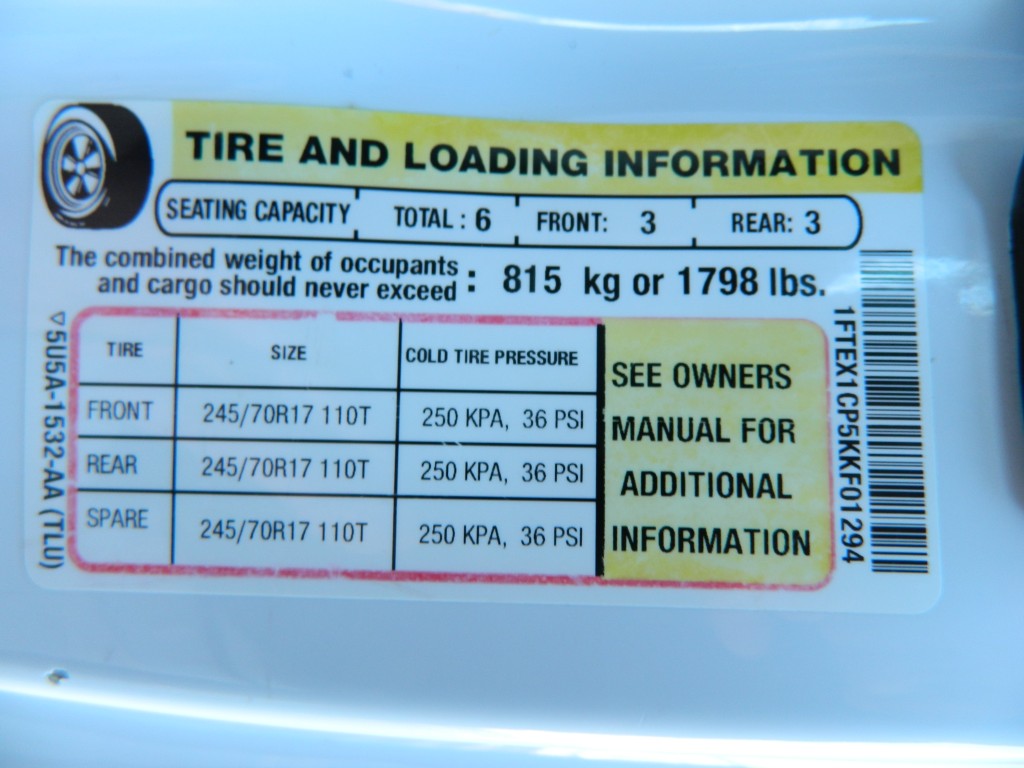 TIRE AND LOADING INFORMATION
SEATING CAPACITY TOTAL : 6 FRONT: 3 REAR: 3
The combined weight of occupants
and cargo should never exceed : 815 kg or 1798 lbs.
TIRE SIZE COLD TIRE PRESSURE
FRONT 245/70R17 110T 250 KPA, 36 PSI
REAR 245/70R17 110T 250 KPA, 36 PSI
SPARE 245/70R17 110T 250 KPA, 36 PSI
SEE OWNERS
MANUAL FOR
ADDITIONAL
INFORMATION
▽5U5A-1532-AA (TLU)
1FTEX1CP5KKF01294